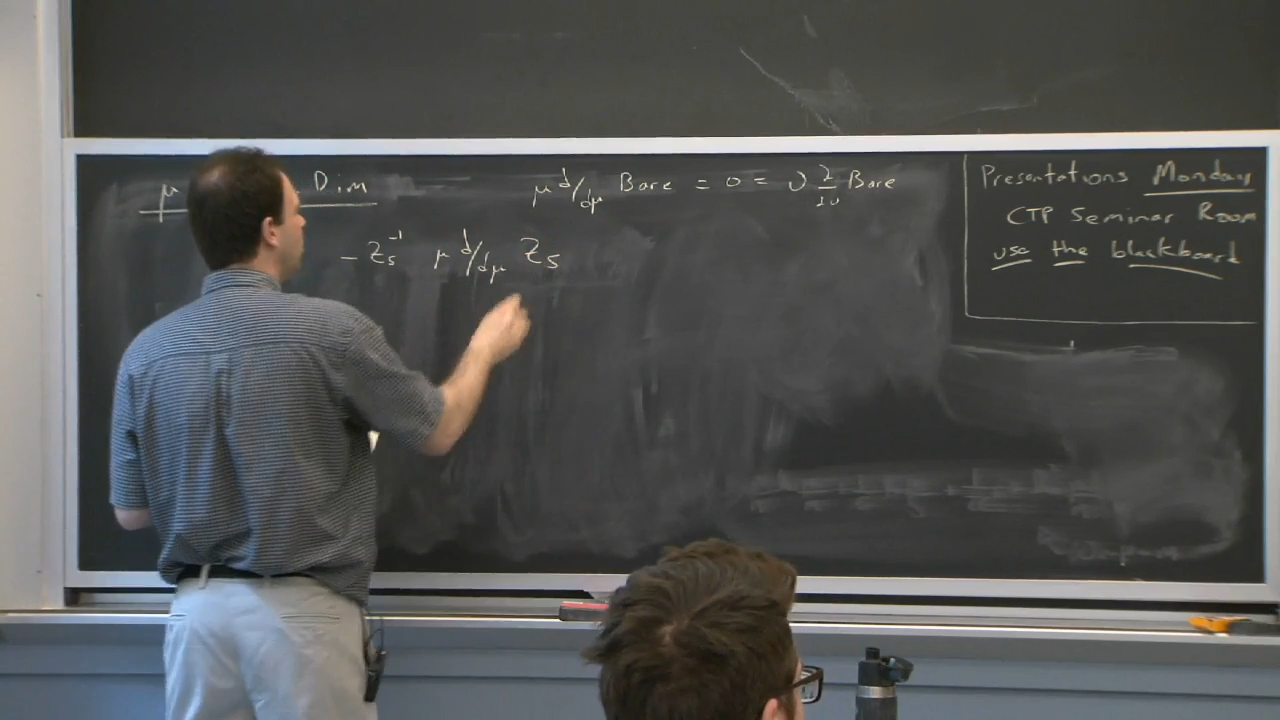 μ Dim
μ d/dμ Bare = 0 = ν ∂/∂ν Bare
- Z_S^{-1} μ d/dμ Z_S
Presentations Monday
CTP Seminar Room
use the blackboard